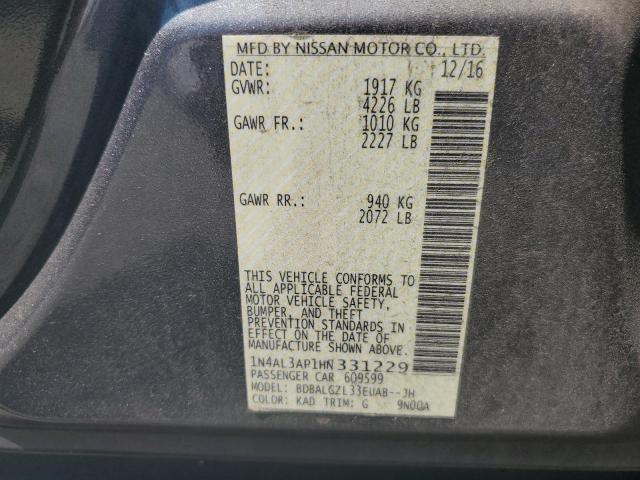 MFD BY NISSAN MOTOR CO., LTD.
DATE: 12/16
GVWR: 1917 KG
4226 LB
GAWR FR.: 1010 KG
2227 LB
GAWR RR.: 940 KG
2072 LB
THIS VEHICLE CONFORMS TO
ALL APPLICABLE FEDERAL
MOTOR VEHICLE SAFETY,
BUMPER, AND THEFT
PREVENTION STANDARDS IN
EFFECT ON THE DATE OF
MANUFACTURE SHOWN ABOVE.
1N4AL3AP1HN331229
PASSENGER CAR 609599
MODEL: BDBALGZL33EUAB--JH
COLOR: KAD TRIM: G 9N00A